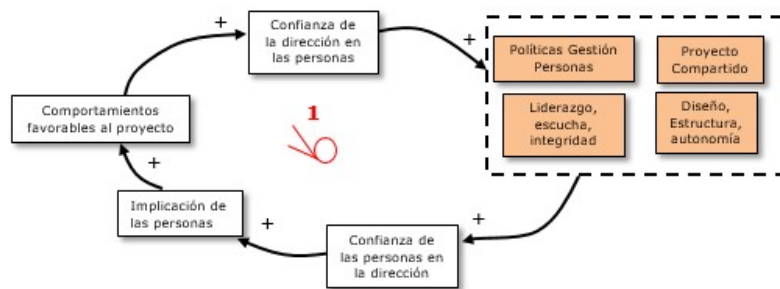 +
Confianza de
la dirección en
las personas
+
Políticas Gestión
Personas
Proyecto
Compartido
Liderazgo,
escucha,
integridad
Diseño,
Estructura,
autonomía
+
Confianza de
las personas en
la dirección
+
Implicación de
las personas
+
Comportamientos
favorables al proyecto
1